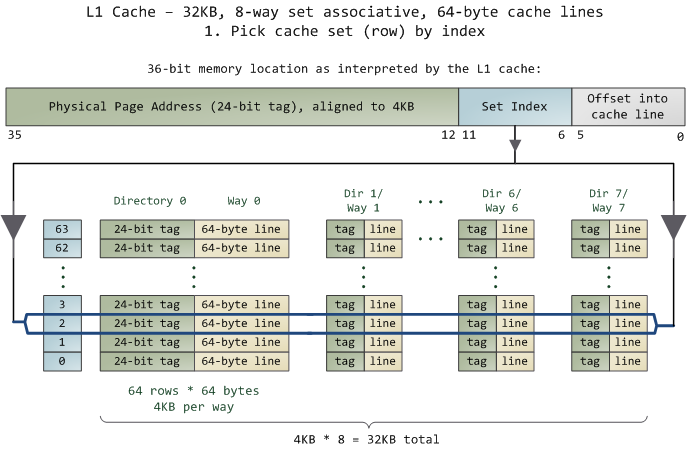 L1 Cache – 32KB, 8-way set associative, 64-byte cache lines
1. Pick cache set (row) by index
36-bit memory location as interpreted by the L1 cache:
Physical Page Address (24-bit tag), aligned to 4KB
Set Index
Offset into
cache line
35
12 11
6 5
0
Directory 0
Way 0
Dir 1/
Way 1
. . .
Dir 6/
Way 6
Dir 7/
Way 7
63 24-bit tag 64-byte line tag line . . . tag line tag line
62 24-bit tag 64-byte line tag line tag line tag line
3 24-bit tag 64-byte line tag line tag line tag line
2 24-bit tag 64-byte line tag line tag line tag line
1 24-bit tag 64-byte line tag line tag line tag line
0 24-bit tag 64-byte line tag line tag line tag line
64 rows * 64 bytes
4KB per way
4KB * 8 = 32KB total